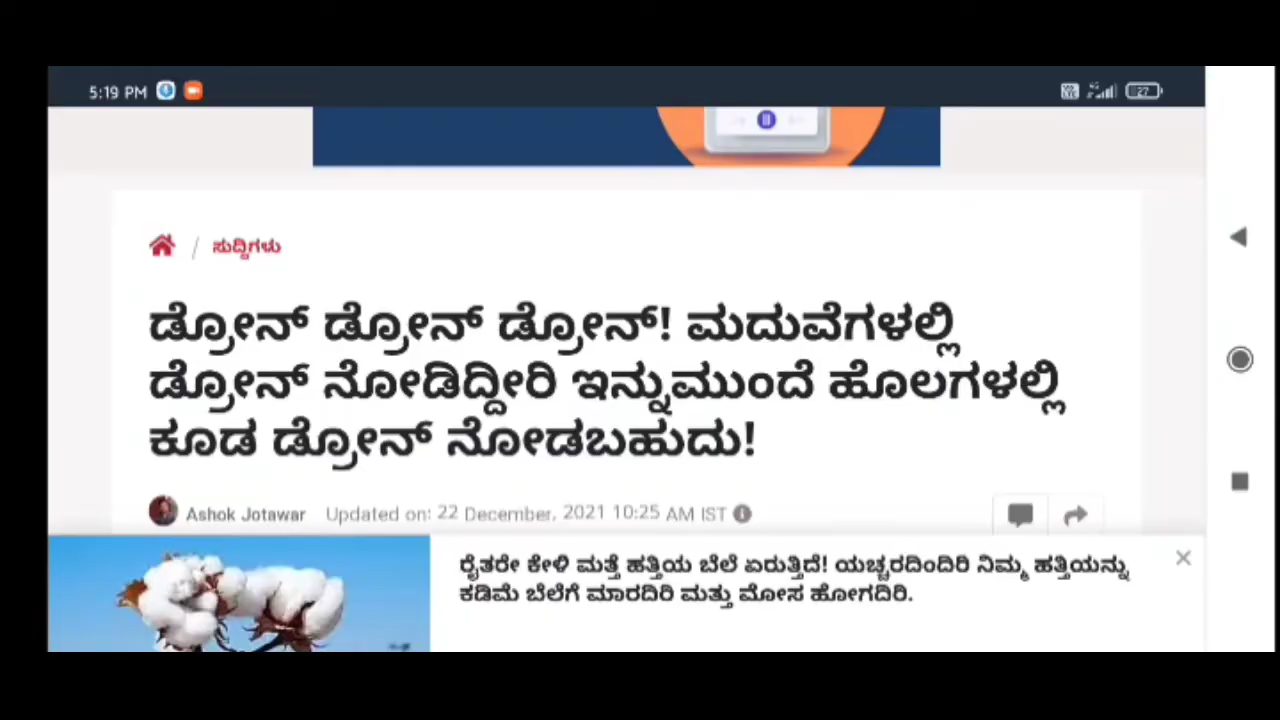 5:19 PM
27
/ ಸುದ್ದಿಗಳು
ಡ್ರೋನ್ ಡ್ರೋನ್ ಡ್ರೋನ್! ಮದುವೆಗಳಲ್ಲಿ
ಡ್ರೋನ್ ನೋಡಿದ್ದೀರಿ ಇನ್ನುಮುಂದೆ ಹೊಲಗಳಲ್ಲಿ
ಕೂಡ ಡ್ರೋನ್ ನೋಡಬಹುದು!
Ashok Jotawar Updated on: 22 December, 2021 10:25 AM IST
ರೈತರೇ ಕೇಳಿ ಮತ್ತೆ ಹತ್ತಿಯ ಬೆಲೆ ಏರುತ್ತಿದೆ! ಯಚ್ಚರದಿಂದಿರಿ ನಿಮ್ಮ ಹತ್ತಿಯನ್ನು
ಕಡಿಮೆ ಬೆಲೆಗೆ ಮಾರದಿರಿ ಮತ್ತು ಮೋಸ ಹೋಗದಿರಿ.